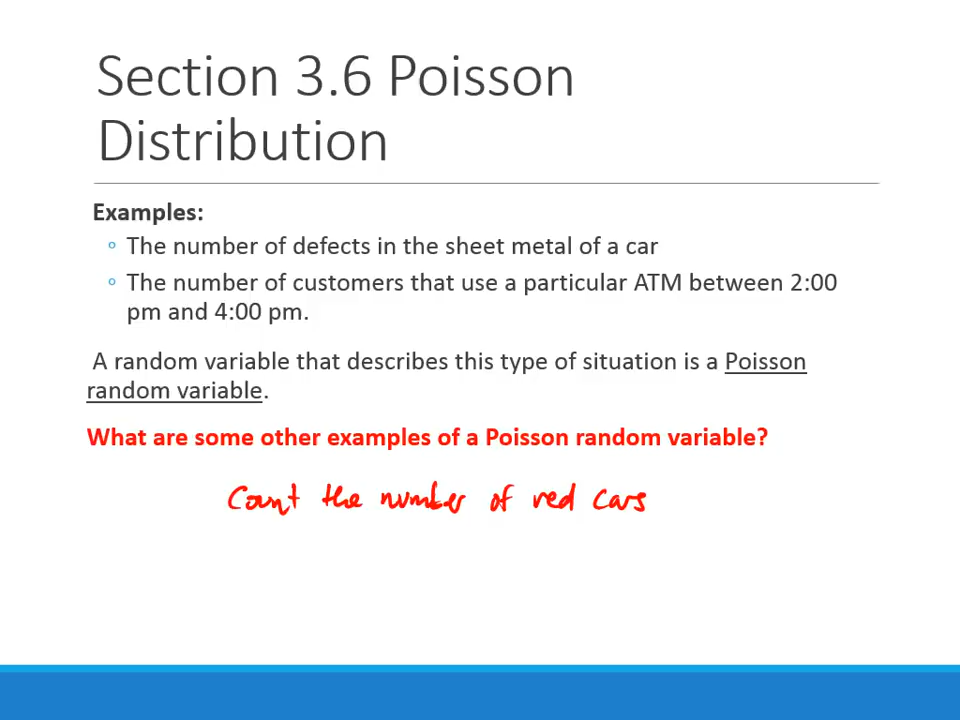 Section 3.6 Poisson
Distribution
Examples:
◦ The number of defects in the sheet metal of a car
◦ The number of customers that use a particular ATM between 2:00
pm and 4:00 pm.
A random variable that describes this type of situation is a Poisson
random variable.
What are some other examples of a Poisson random variable?
Count the number of red cars